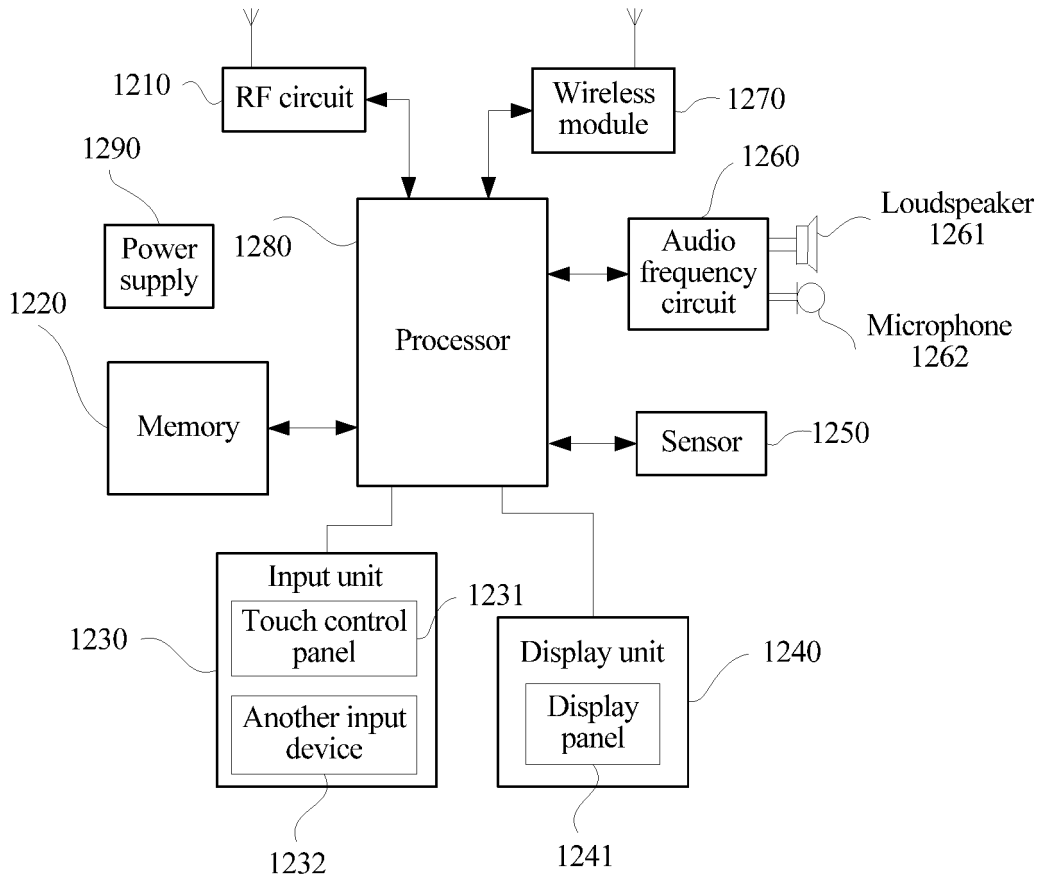 1210
RF circuit
Wireless
module
1270
1290
Power
supply
1280
1260
Audio
frequency
circuit
Loudspeaker
1261
Microphone
1262
1220
Memory
Processor
Sensor
1250
Input unit
1230
Touch control
panel
1231
Another input
device
1232
Display unit
1240
Display
panel
1241